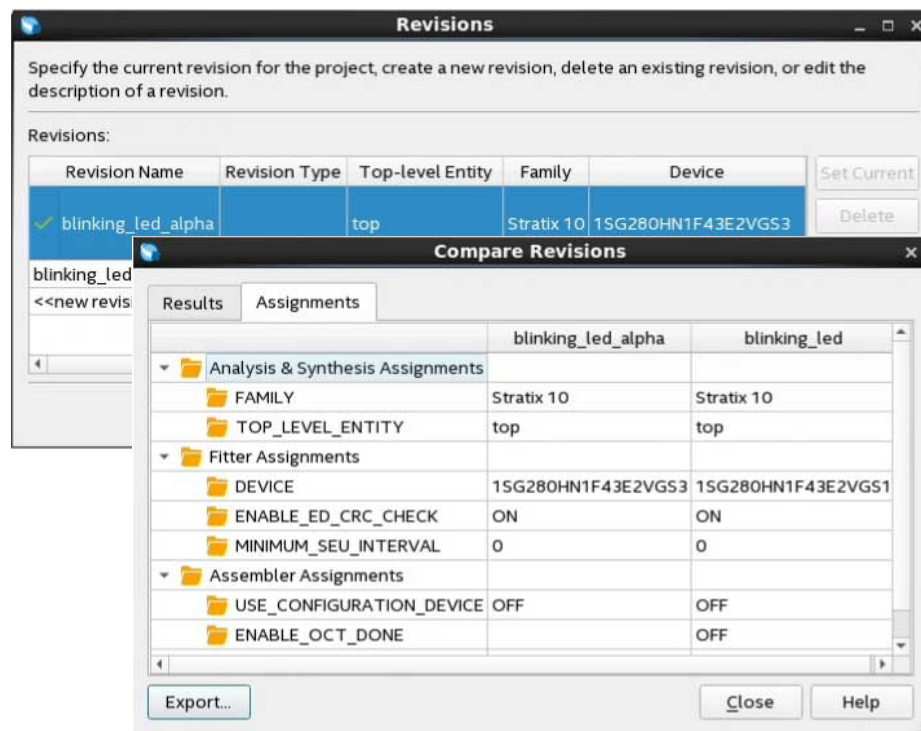 Revisions
Specify the current revision for the project, create a new revision, delete an existing revision, or edit the
description of a revision.
Revisions:
Revision Name Revision Type Top-level Entity Family Device Set Current
blinking_led_alpha top Stratix 10 1SG280HN1F43E2VGS3 Delete
blinking_led
<<new revis
Compare Revisions
Results Assignments
blinking_led_alpha blinking_led
Analysis & Synthesis Assignments
FAMILY Stratix 10 Stratix 10
TOP_LEVEL_ENTITY top top
Fitter Assignments
DEVICE 1SG280HN1F43E2VGS3 1SG280HN1F43E2VGS1
ENABLE_ED_CRC_CHECK ON ON
MINIMUM_SEU_INTERVAL 0 0
Assembler Assignments
USE_CONFIGURATION_DEVICE OFF OFF
ENABLE_OCT_DONE OFF
Export... Close Help